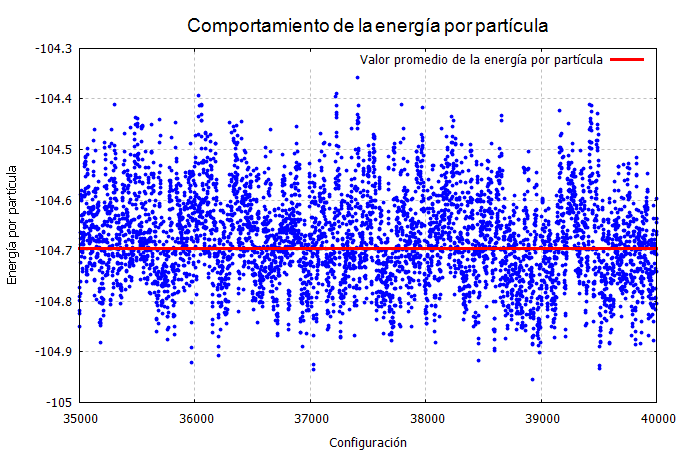 Comportamiento de la energía por partícula
Valor promedio de la energía por partícula
-104.3
-104.4
-104.5
-104.6
-104.7
-104.8
-104.9
-105
Energía por partícula
35000 36000 37000 38000 39000 40000
Configuración